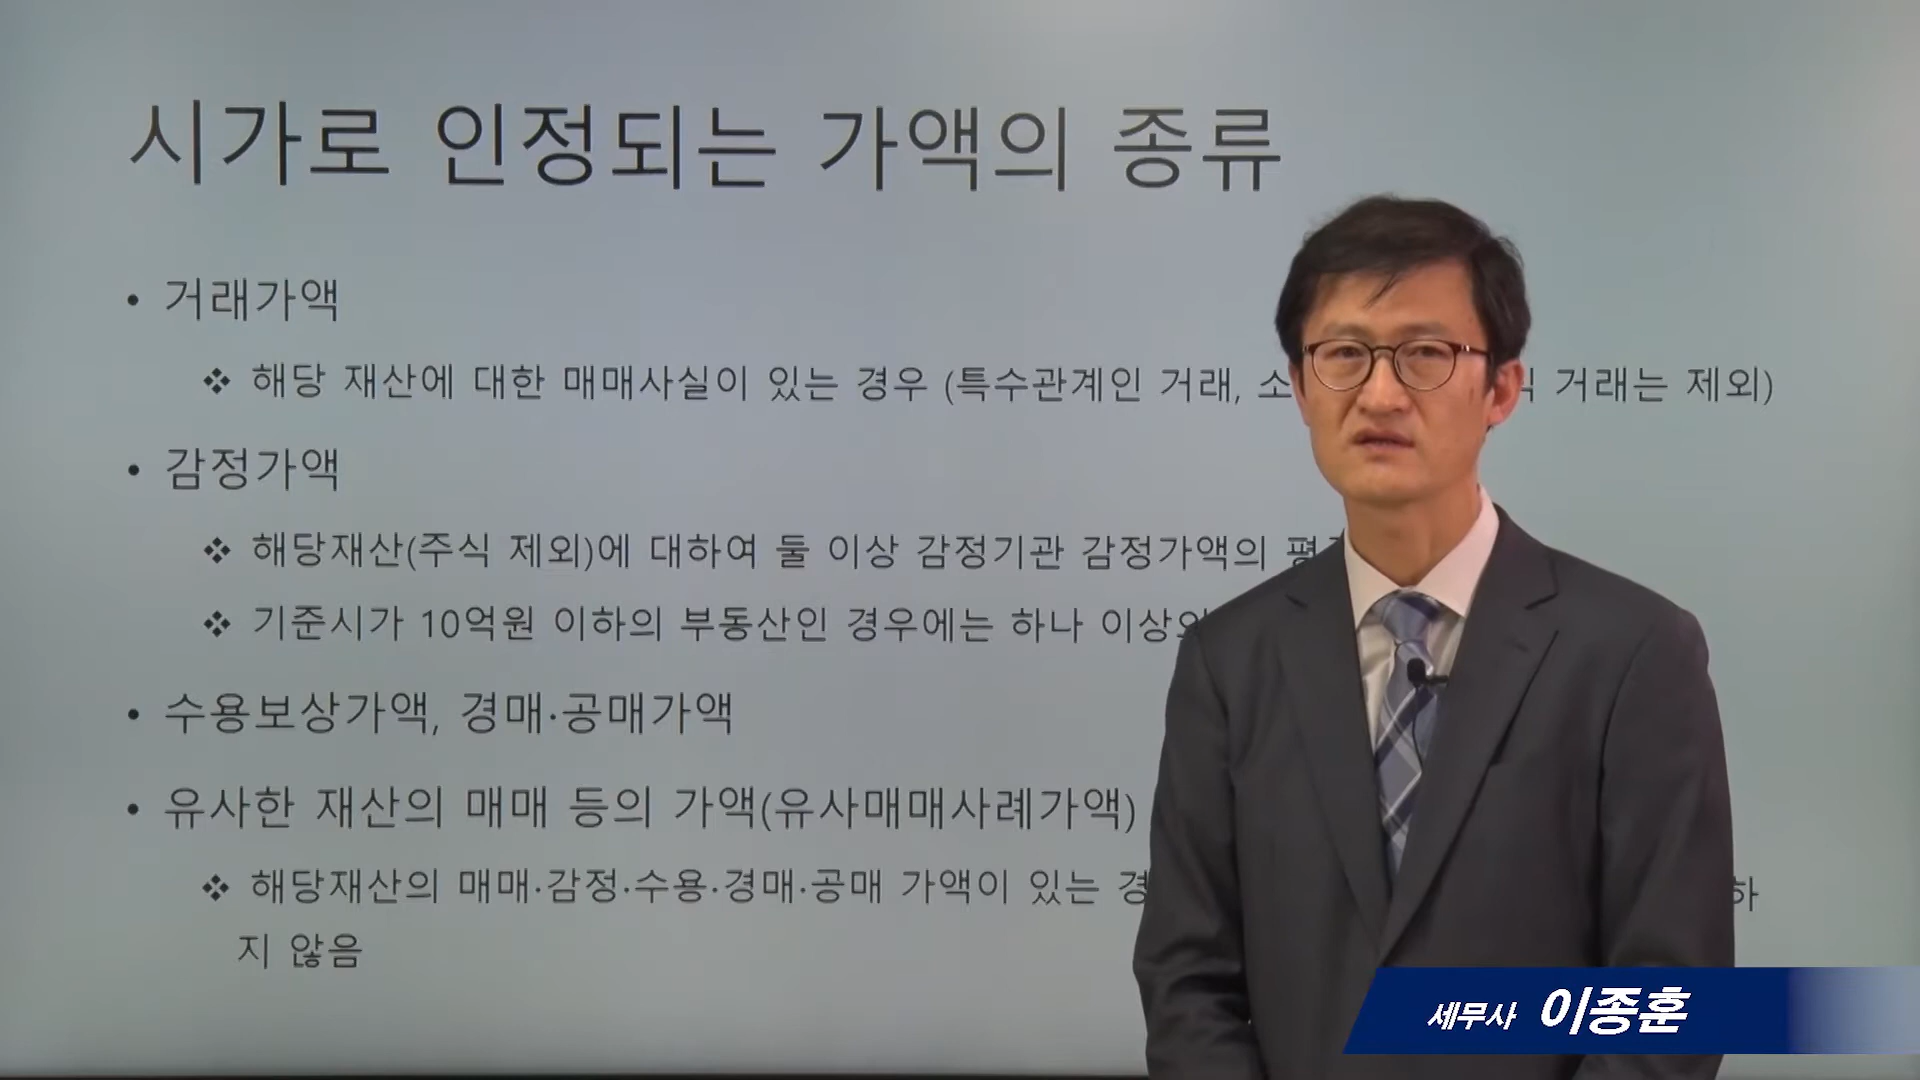 시가로 인정되는 가액의 종류
• 거래가액
❖ 해당 재산에 대한 매매사실이 있는 경우 (특수관계인 거래, 거래는 제외)
• 감정가액
❖ 해당재산(주식 제외)에 대하여 둘 이상 감정기관 감정가액의
❖ 기준시가 10억원 이하의 부동산인 경우에는 하나
• 수용보상가액, 경매·공매가액
• 유사한 재산의 매매 등의 가액(유사매매사례가액)
❖ 해당재산의 매매·감정·수용·경매·공매 가액이 있는
지 않음
세무사 이종훈